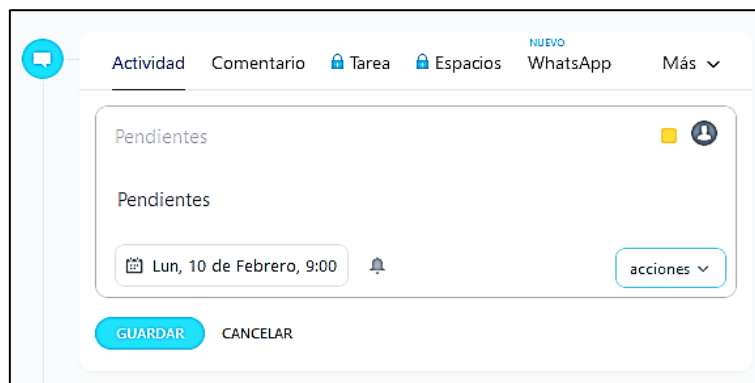 NUEVO
Actividad Comentario Tarea Espacios WhatsApp Más
Pendientes
Pendientes
Lun, 10 de Febrero, 9:00
acciones
GUARDAR CANCELAR